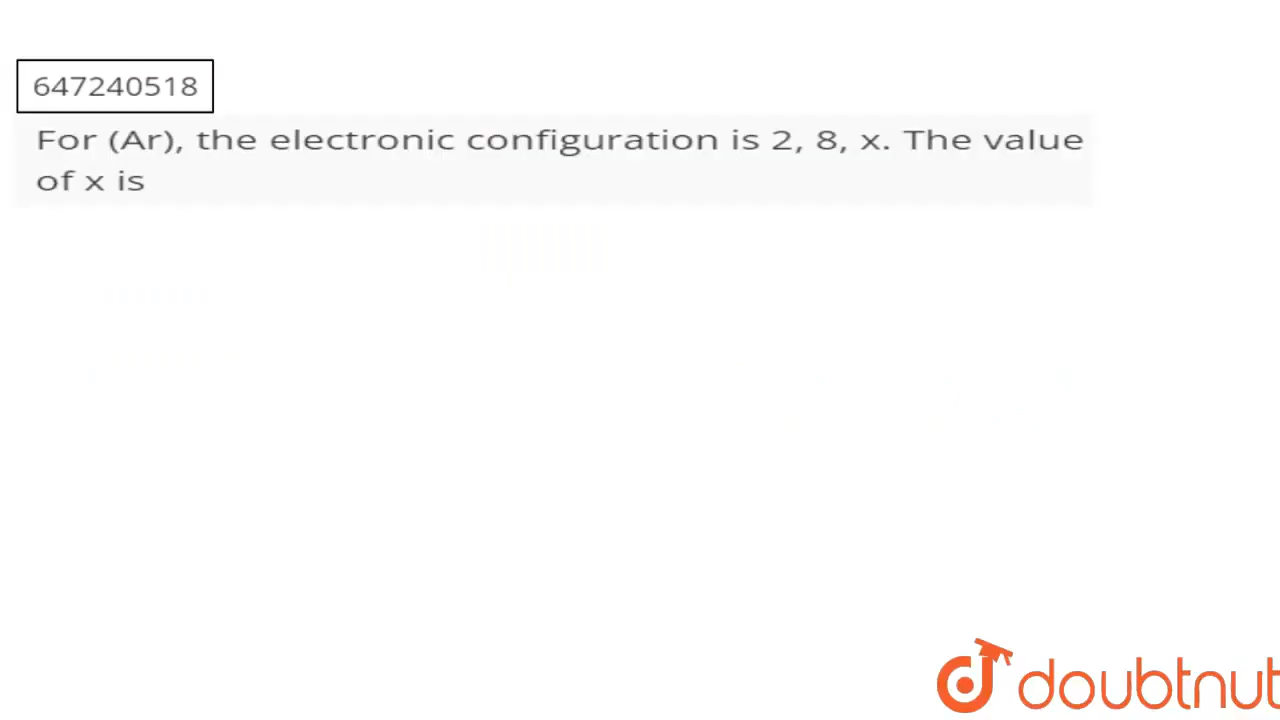 647240518
For (Ar), the electronic configuration is 2, 8, x. The value
of x is
doubtnut